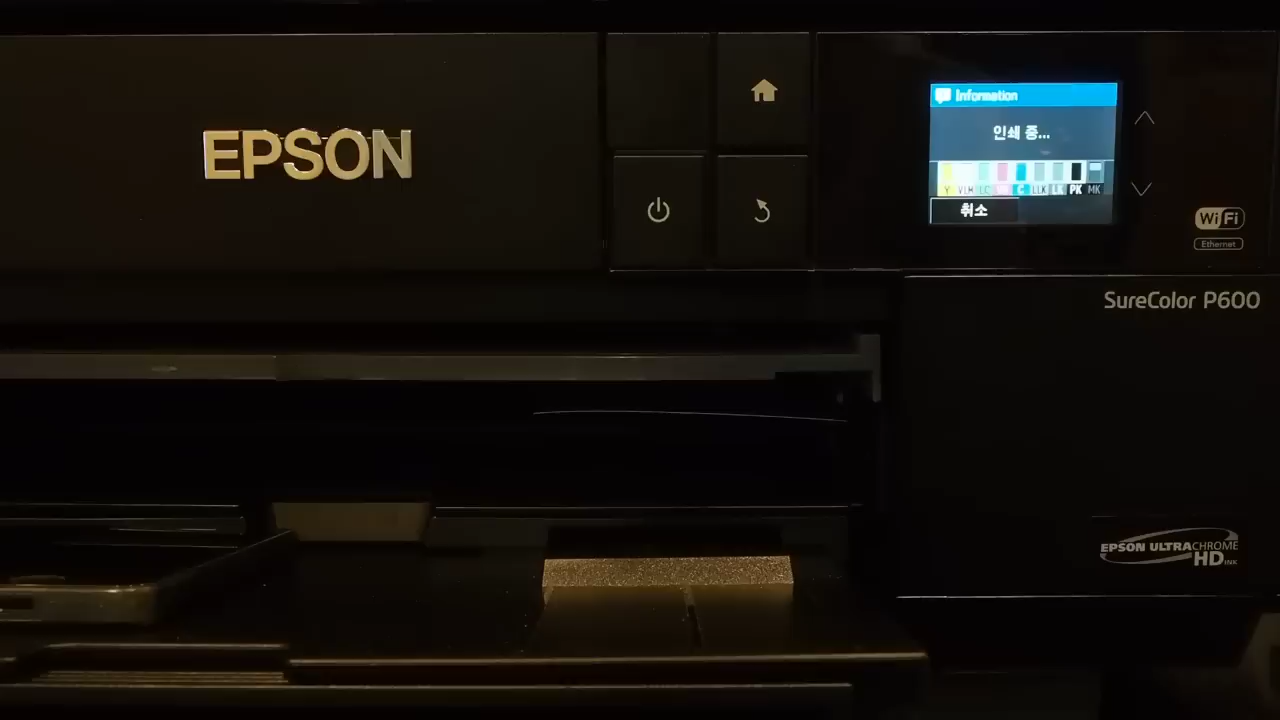 EPSON
Information
인쇄 중...
Y VLM LC VM C LLK LK PK MK
취소
WiFi
Ethernet
SureColor P600
EPSON ULTRACHROME
HD INK